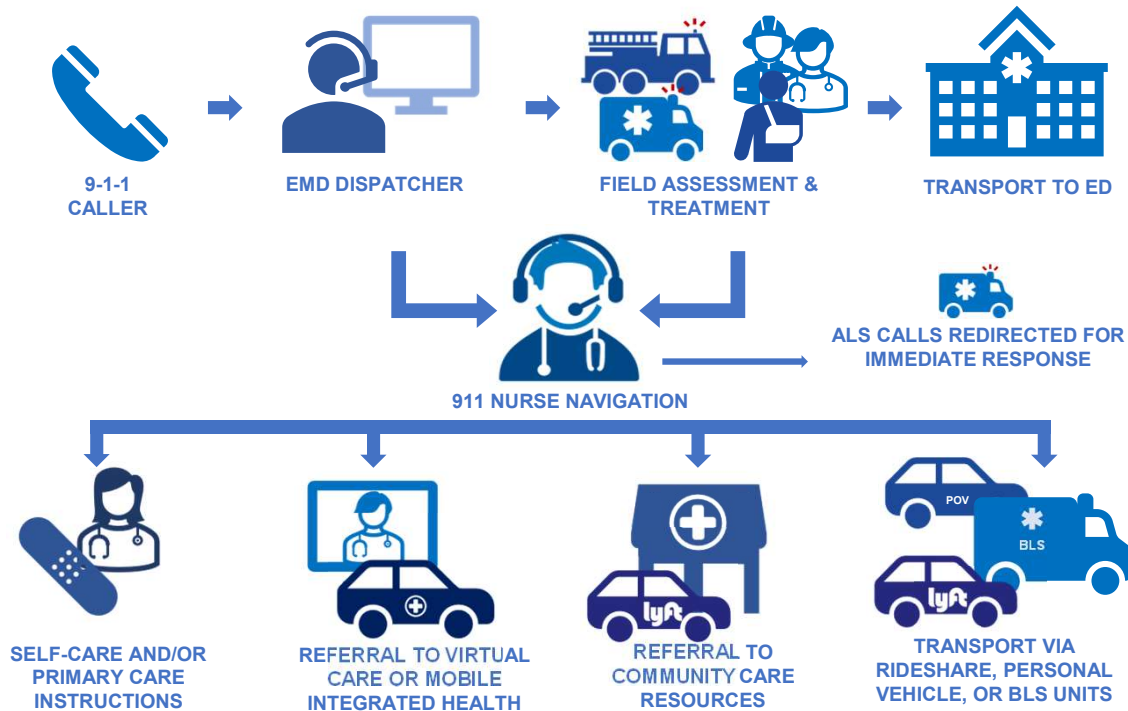 9-1-1
CALLER
EMD DISPATCHER
FIELD ASSESSMENT &
TREATMENT
TRANSPORT TO ED
ALS CALLS REDIRECTED FOR
IMMEDIATE RESPONSE
911 NURSE NAVIGATION
SELF-CARE AND/OR
PRIMARY CARE
INSTRUCTIONS
REFERRAL TO VIRTUAL
CARE OR MOBILE
INTEGRATED HEALTH
lyft
REFERRAL TO
COMMUNITY CARE
RESOURCES
POV
BLS
lyft
TRANSPORT VIA
RIDESHARE, PERSONAL
VEHICLE, OR BLS UNITS